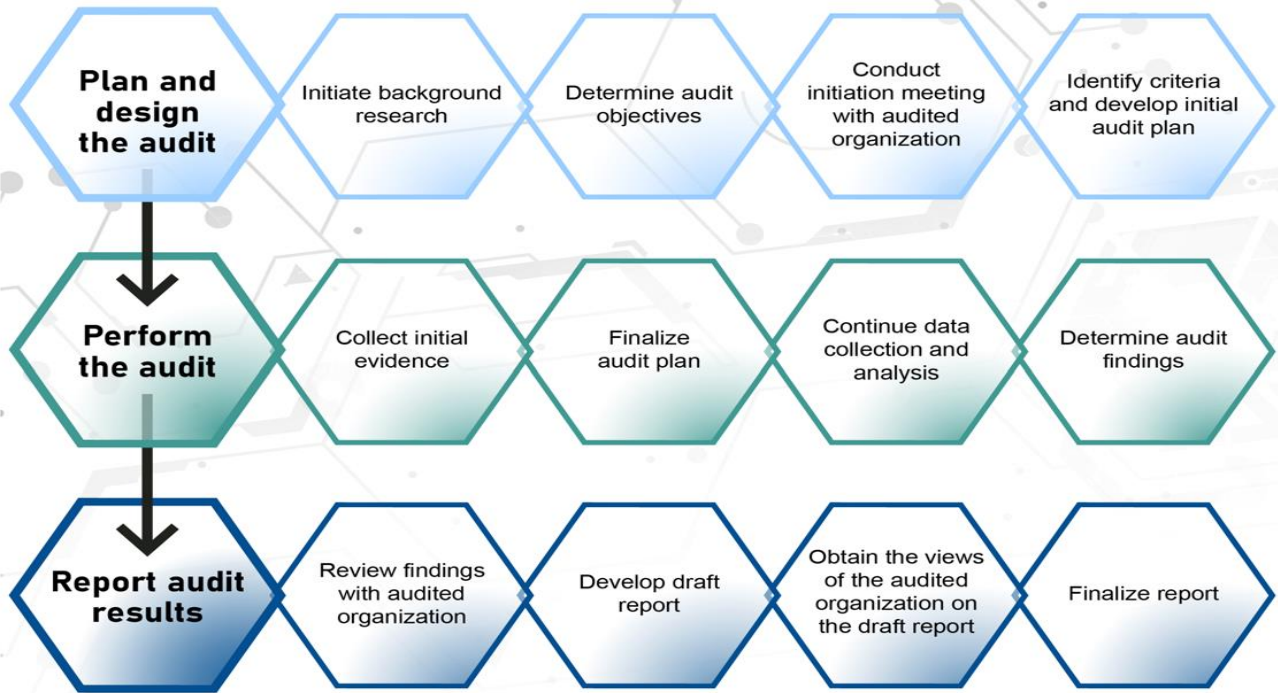 Plan and
design
the audit
Initiate background
research
Determine audit
objectives
Conduct
initiation meeting
with audited
organization
Identify criteria
and develop initial
audit plan
Perform
the audit
Collect initial
evidence
Finalize
audit plan
Continue data
collection and
analysis
Determine audit
findings
Report audit
results
Review findings
with audited
organization
Develop draft
report
Obtain the views
of the audited
organization on
the draft report
Finalize report